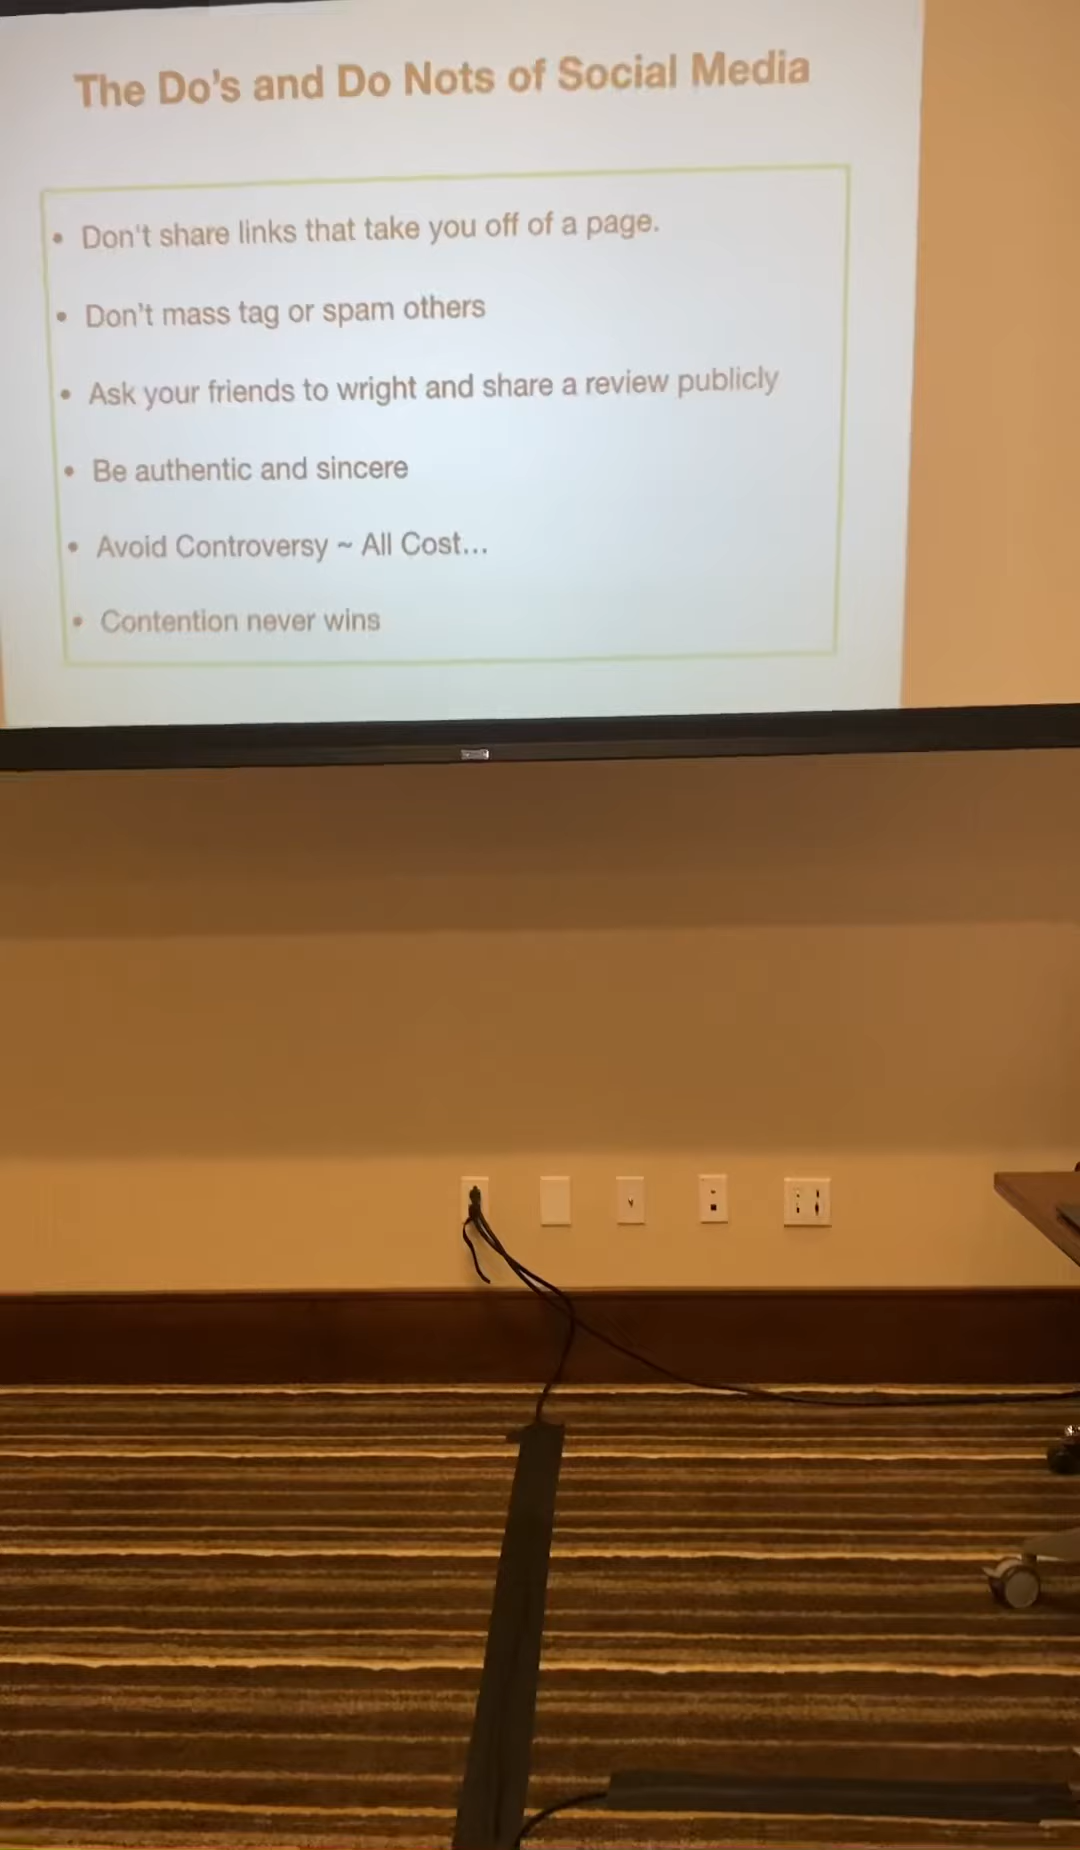 The Do's and Do Nots of Social Media
• Don't share links that take you off of a page.
• Don't mass tag or spam others
• Ask your friends to wright and share a review publicly
• Be authentic and sincere
• Avoid Controversy ~ All Cost...
• Contention never wins